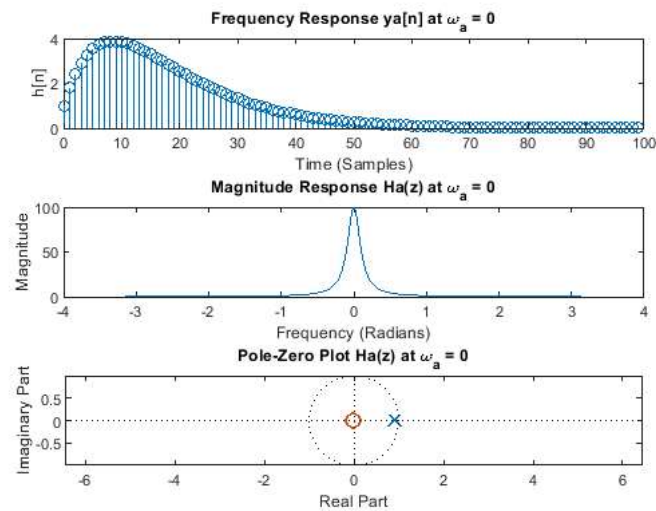 Frequency Response ya[n] at ω_a = 0
h[n]
4
2
0
0 10 20 30 40 50 60 70 80 90 100
Time (Samples)
Magnitude Response Ha(z) at ω_a = 0
Magnitude
100
50
0
-4 -3 -2 -1 0 1 2 3 4
Frequency (Radians)
Pole-Zero Plot Ha(z) at ω_a = 0
Imaginary Part
0.5
0
-0.5
-6 -4 -2 0 2 4 6
Real Part